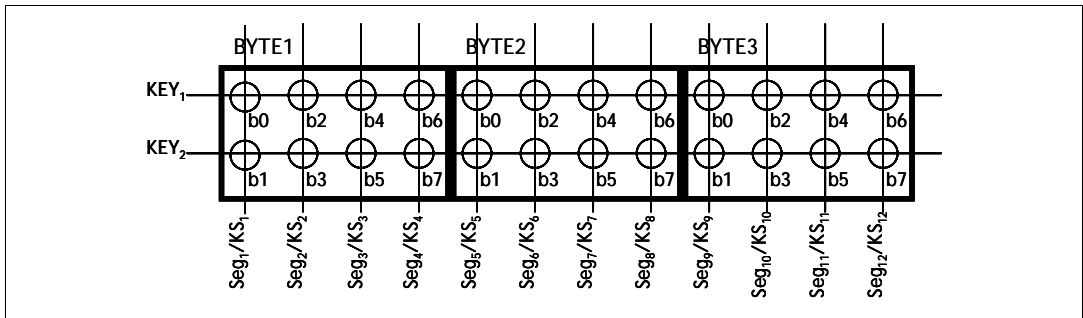 BYTE1 BYTE2 BYTE3
KEY1
b0 b2 b4 b6 b0 b2 b4 b6 b0 b2 b4 b6
KEY2
b1 b3 b5 b7 b1 b3 b5 b7 b1 b3 b5 b7
Seg1/KS1
Seg2/KS2
Seg3/KS3
Seg4/KS4
Seg5/KS5
Seg6/KS6
Seg7/KS7
Seg8/KS8
Seg9/KS9
Seg10/KS10
Seg11/KS11
Seg12/KS12